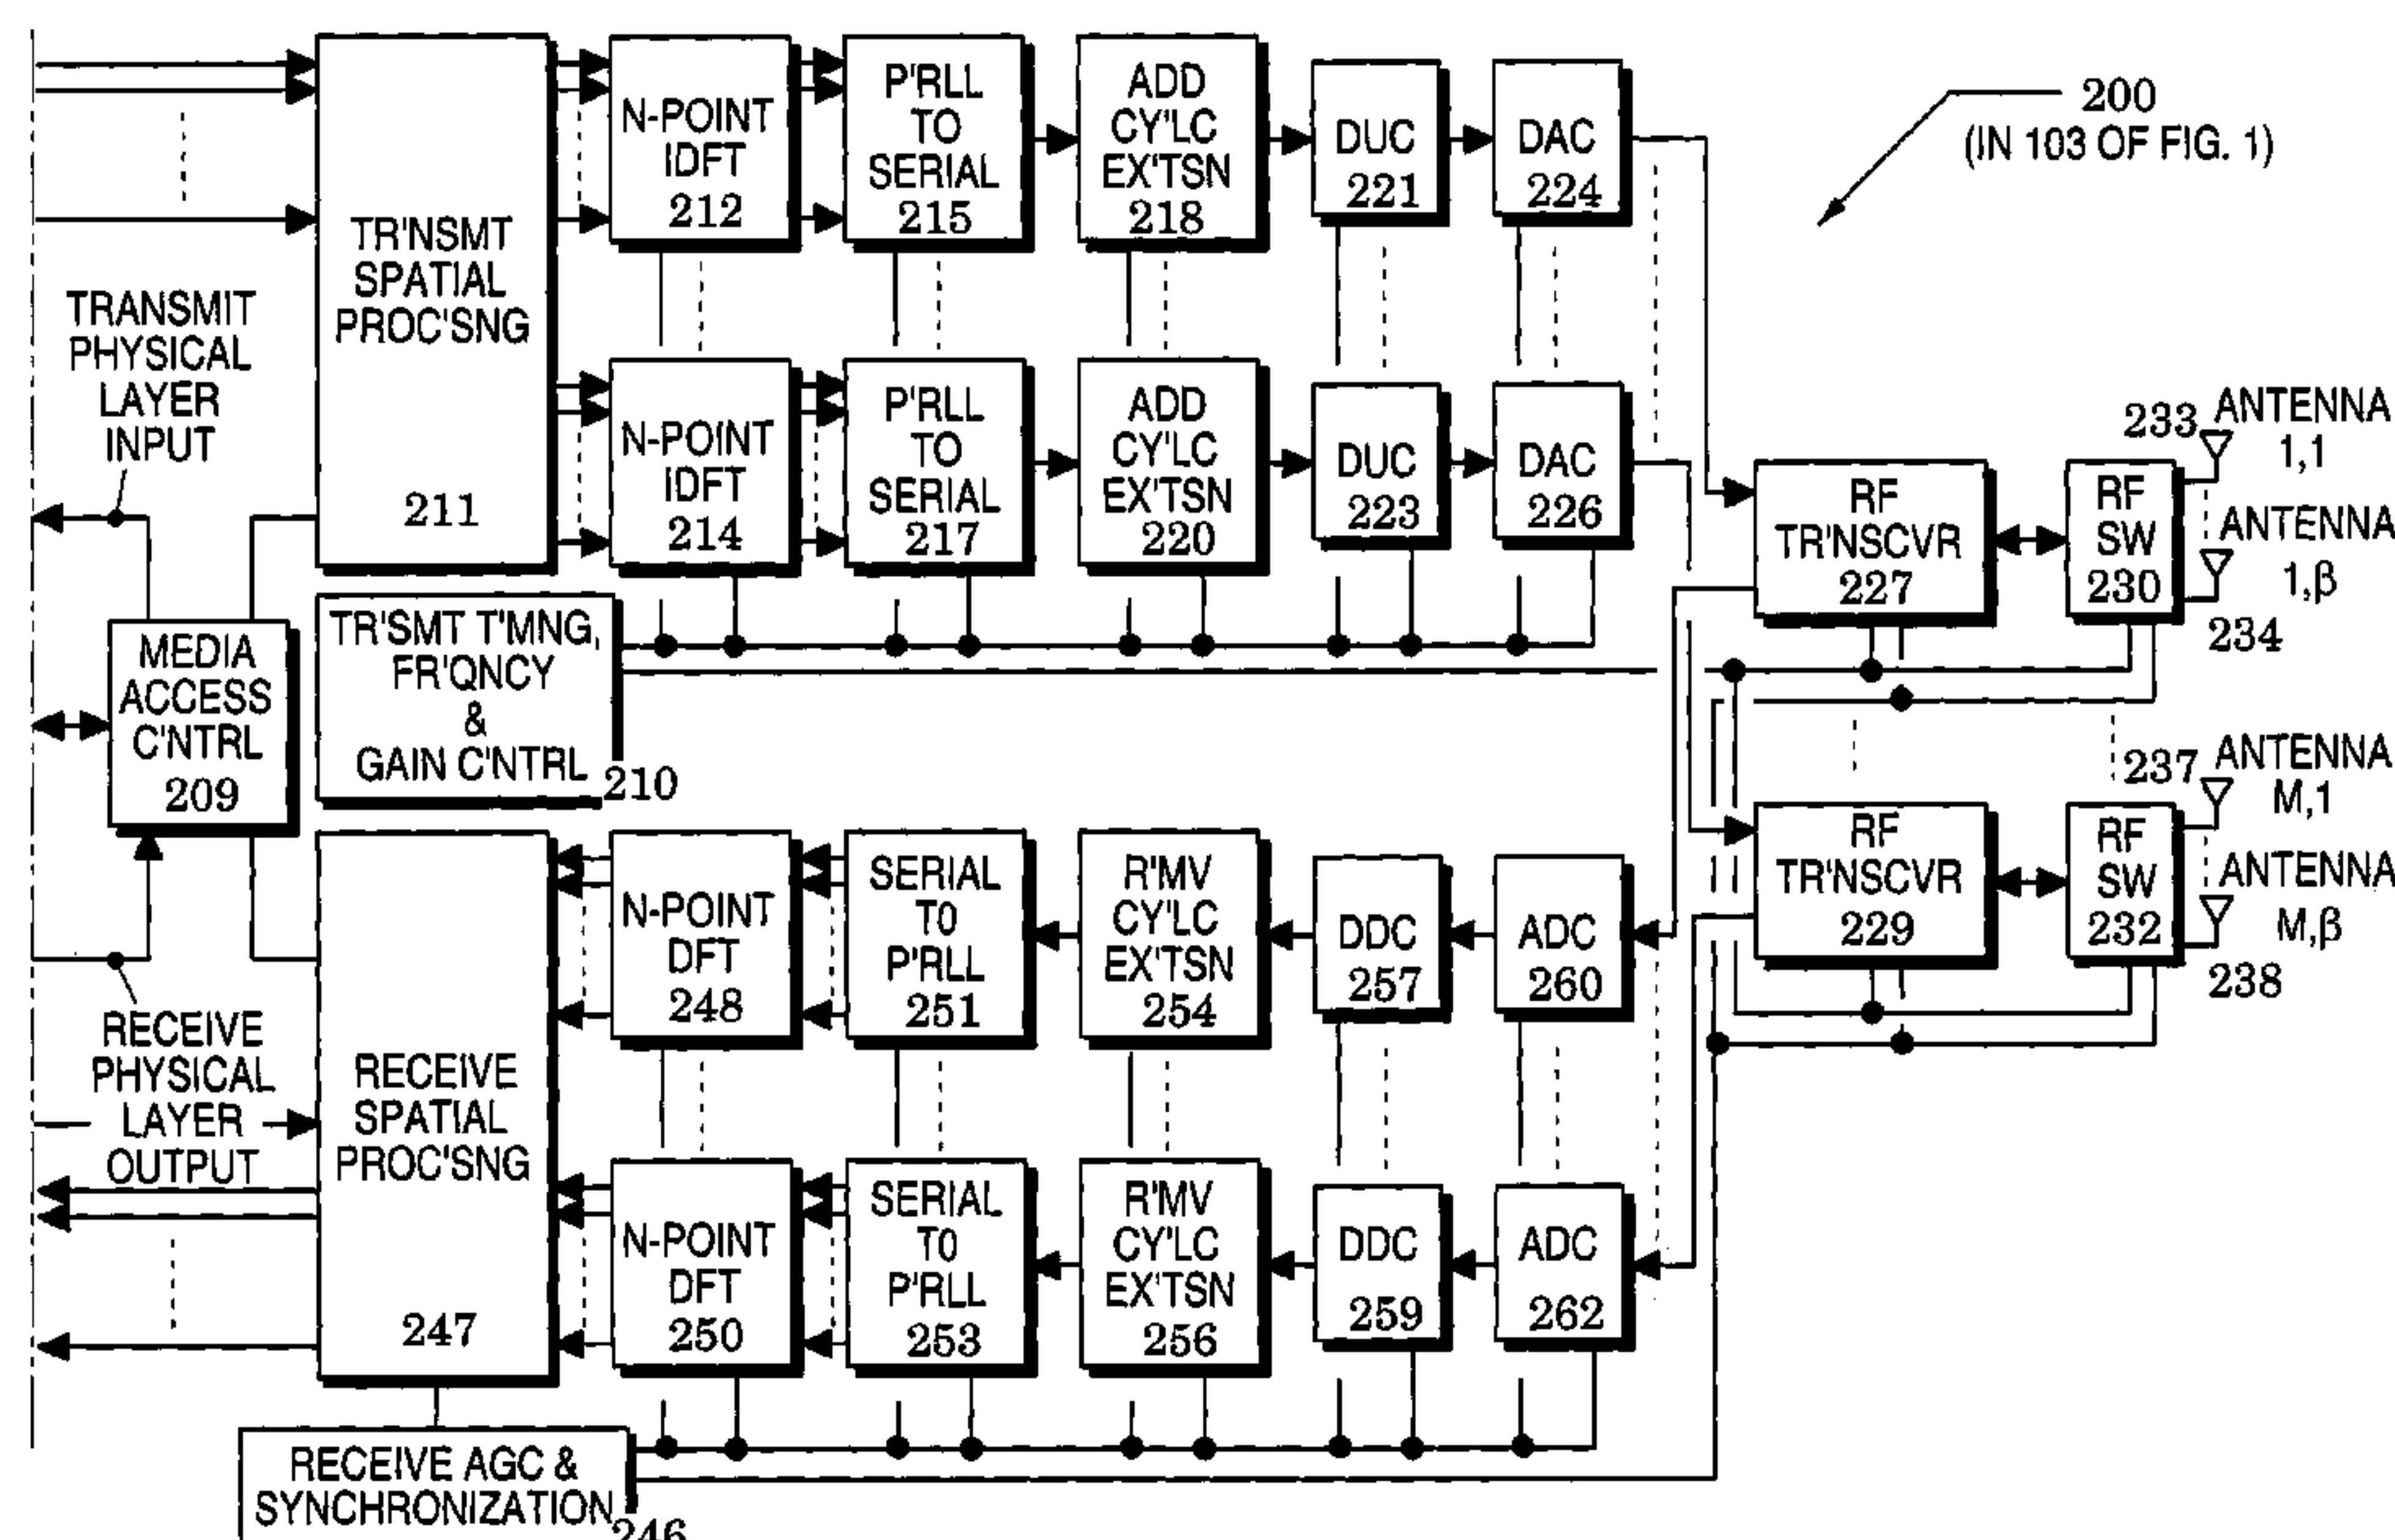 200
(IN 103 OF FIG. 1)
TRANSMIT
PHYSICAL
LAYER
INPUT
TR'NSMT
SPATIAL
PROC'SNG
211
N-POINT
IDFT
212
P'RLL
TO
SERIAL
215
ADD
CY'LC
EX'TSN
218
DUC
221
DAC
224
N-POINT
IDFT
214
P'RLL
TO
SERIAL
217
ADD
CY'LC
EX'TSN
220
DUC
223
DAC
226
RF
TR'NSCVR
227
RF
SW
230
233
ANTENNA
1,1
ANTENNA
1,β
234
MEDIA
ACCESS
C'NTRL
209
TR'SMT T'MNG,
FR'QNCY
&
GAIN C'NTRL
210
RF
TR'NSCVR
229
RF
SW
232
237
ANTENNA
M,1
ANTENNA
M,β
238
RECEIVE
PHYSICAL
LAYER
OUTPUT
RECEIVE
SPATIAL
PROC'SNG
247
N-POINT
DFT
248
SERIAL
TO
P'RLL
251
R'MV
CY'LC
EX'TSN
254
DDC
257
ADC
260
N-POINT
DFT
250
SERIAL
TO
P'RLL
253
R'MV
CY'LC
EX'TSN
256
DDC
259
ADC
262
RECEIVE AGC &
SYNCHRONIZATION
246